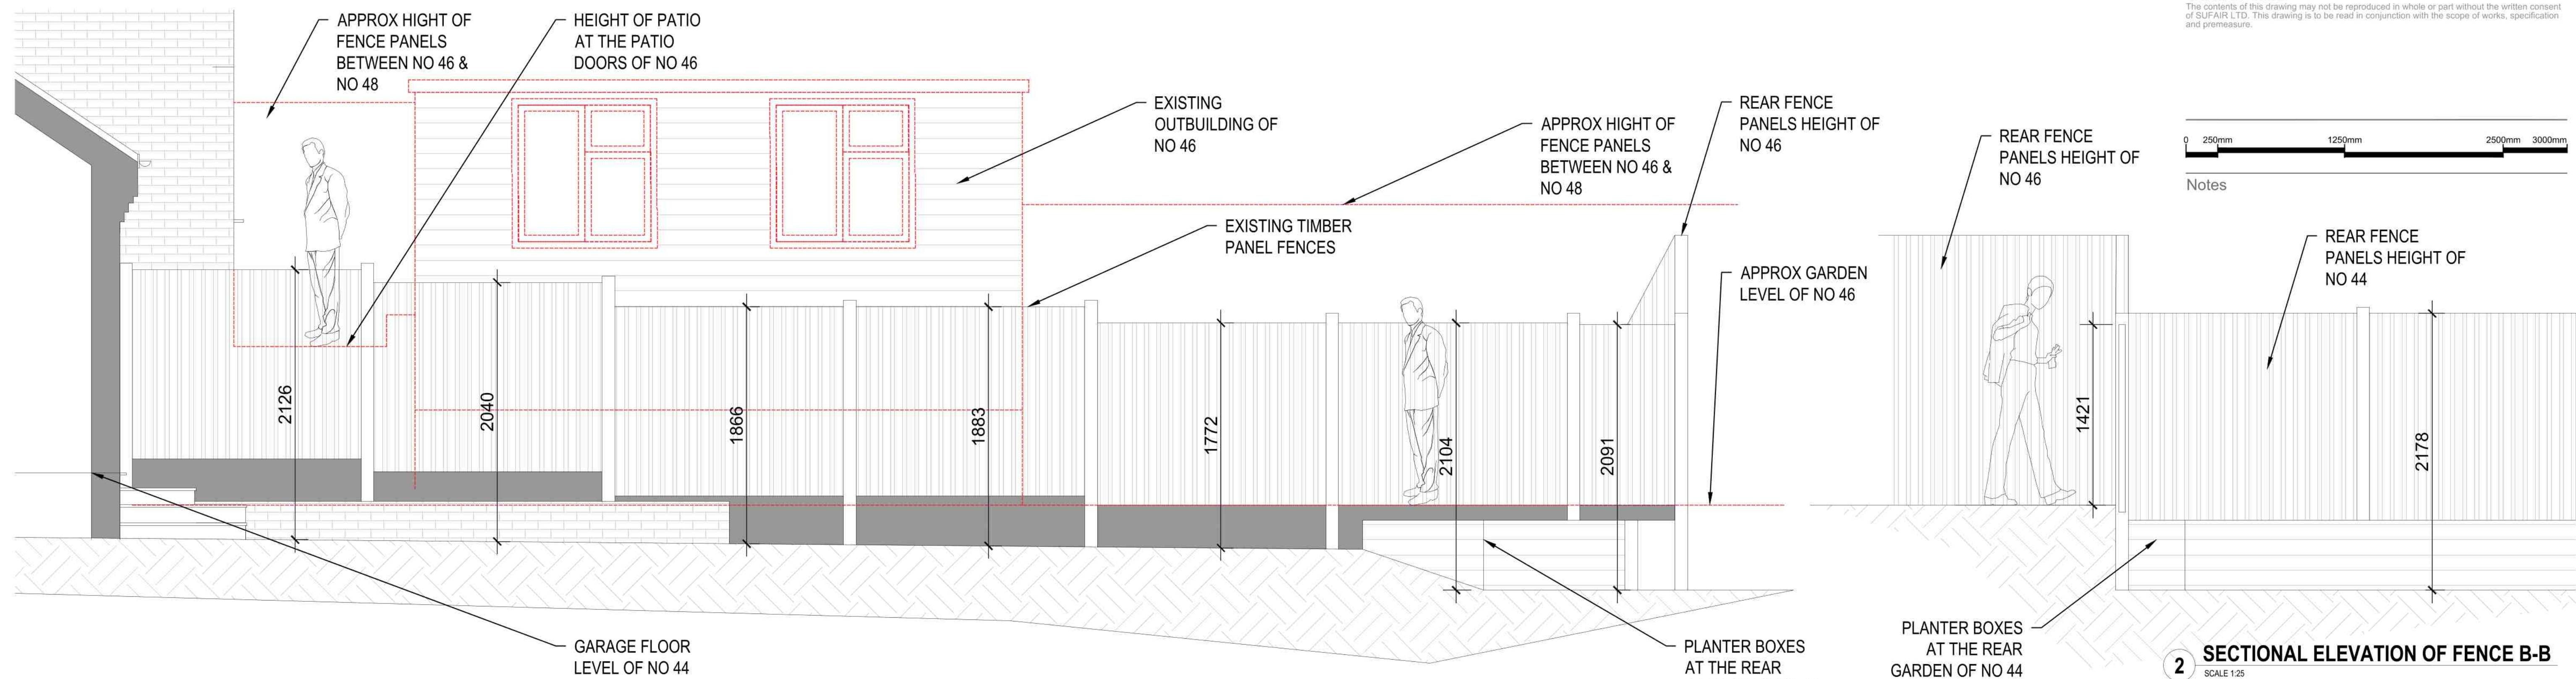 The contents of this drawing may not be reproduced in whole or part without the written consent
of SUFAIR LTD. This drawing is to be read in conjunction with the scope of works, specification
and premeasure.
APPROX HIGHT OF
FENCE PANELS
BETWEEN NO 46 &
NO 48
HEIGHT OF PATIO
AT THE PATIO
DOORS OF NO 46
EXISTING
OUTBUILDING OF
NO 46
EXISTING TIMBER
PANEL FENCES
APPROX HIGHT OF
FENCE PANELS
BETWEEN NO 46 &
NO 48
REAR FENCE
PANELS HEIGHT OF
NO 46
APPROX GARDEN
LEVEL OF NO 46
REAR FENCE
PANELS HEIGHT OF
NO 46
0 250mm 1250mm 2500mm 3000mm
Notes
REAR FENCE
PANELS HEIGHT OF
NO 44
2126
2040
1866
1883
1772
2104
2091
1421
2178
GARAGE FLOOR
LEVEL OF NO 44
PLANTER BOXES
AT THE REAR
PLANTER BOXES
AT THE REAR
GARDEN OF NO 44
2 SECTIONAL ELEVATION OF FENCE B-B
SCALE 1:25